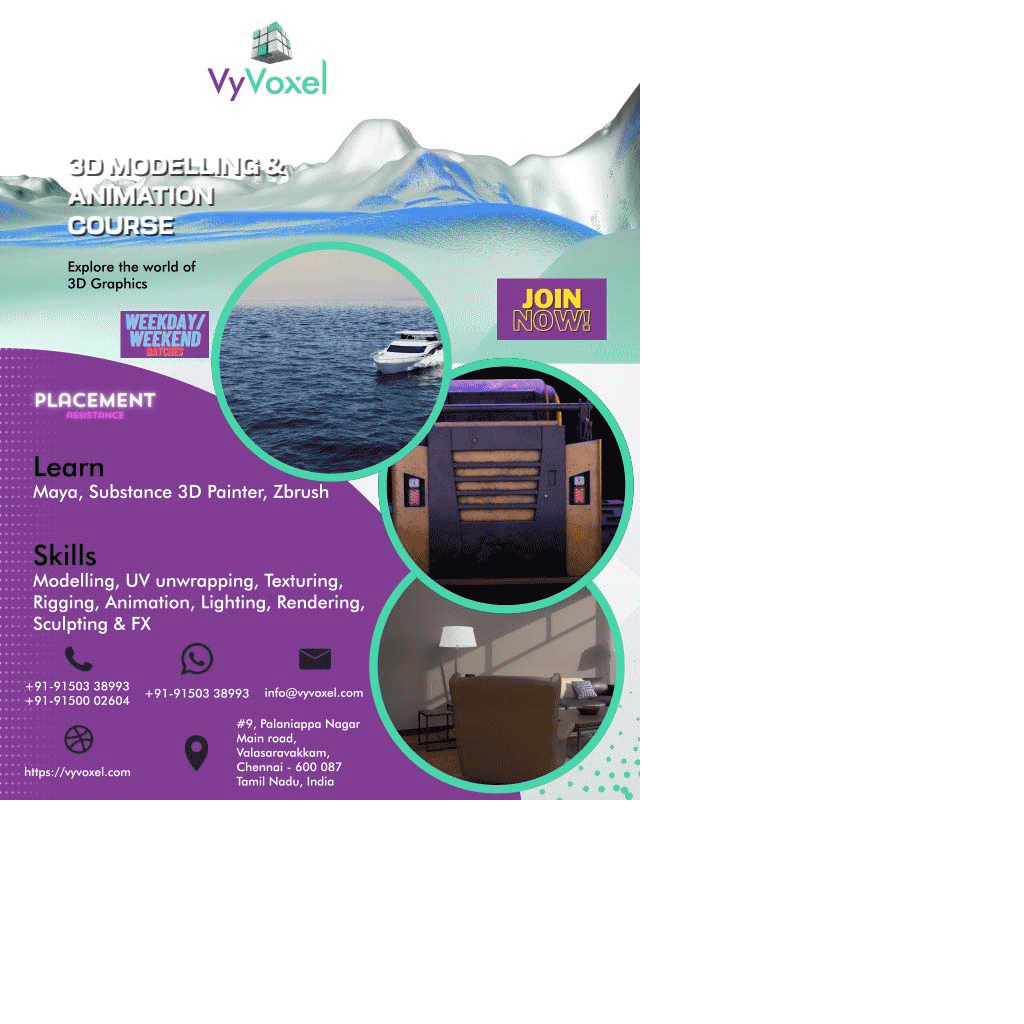 VyVoxel
3D MODELLING &
ANIMATION
COURSE
Explore the world of
3D Graphics
JOIN
NOW!
WEEKDAY/
WEEKEND
BATCHES
PLACEMENT
ASSISTANCE
Learn
Maya, Substance 3D Painter, Zbrush
Skills
Modelling, UV unwrapping, Texturing,
Rigging, Animation, Lighting, Rendering,
Sculpting & FX
+91-91503 38993
+91-91500 02604
+91-91503 38993
info@vyvoxel.com
https://vyvoxel.com
#9, Palaniappa Nagar
Main road,
Valasaravakkam,
Chennai - 600 087
Tamil Nadu, India